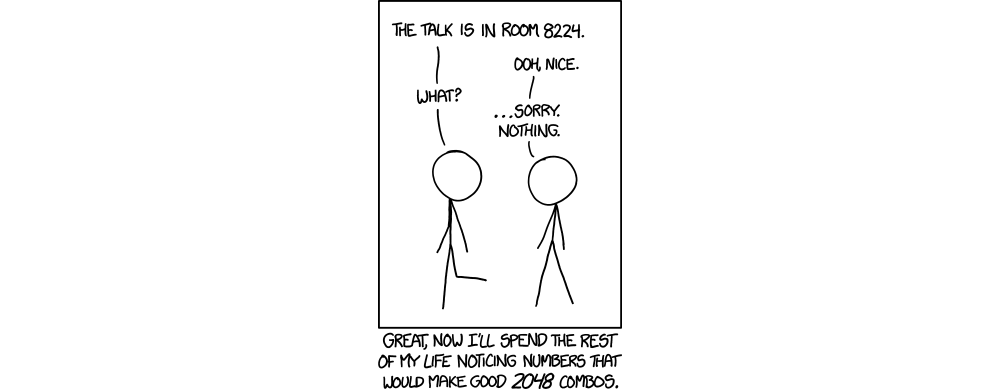 THE TALK IS IN ROOM 8224.
OOH, NICE.
WHAT?
...SORRY.
NOTHING.
GREAT, NOW I'LL SPEND THE REST
OF MY LIFE NOTICING NUMBERS THAT
WOULD MAKE GOOD 2048 COMBOS.